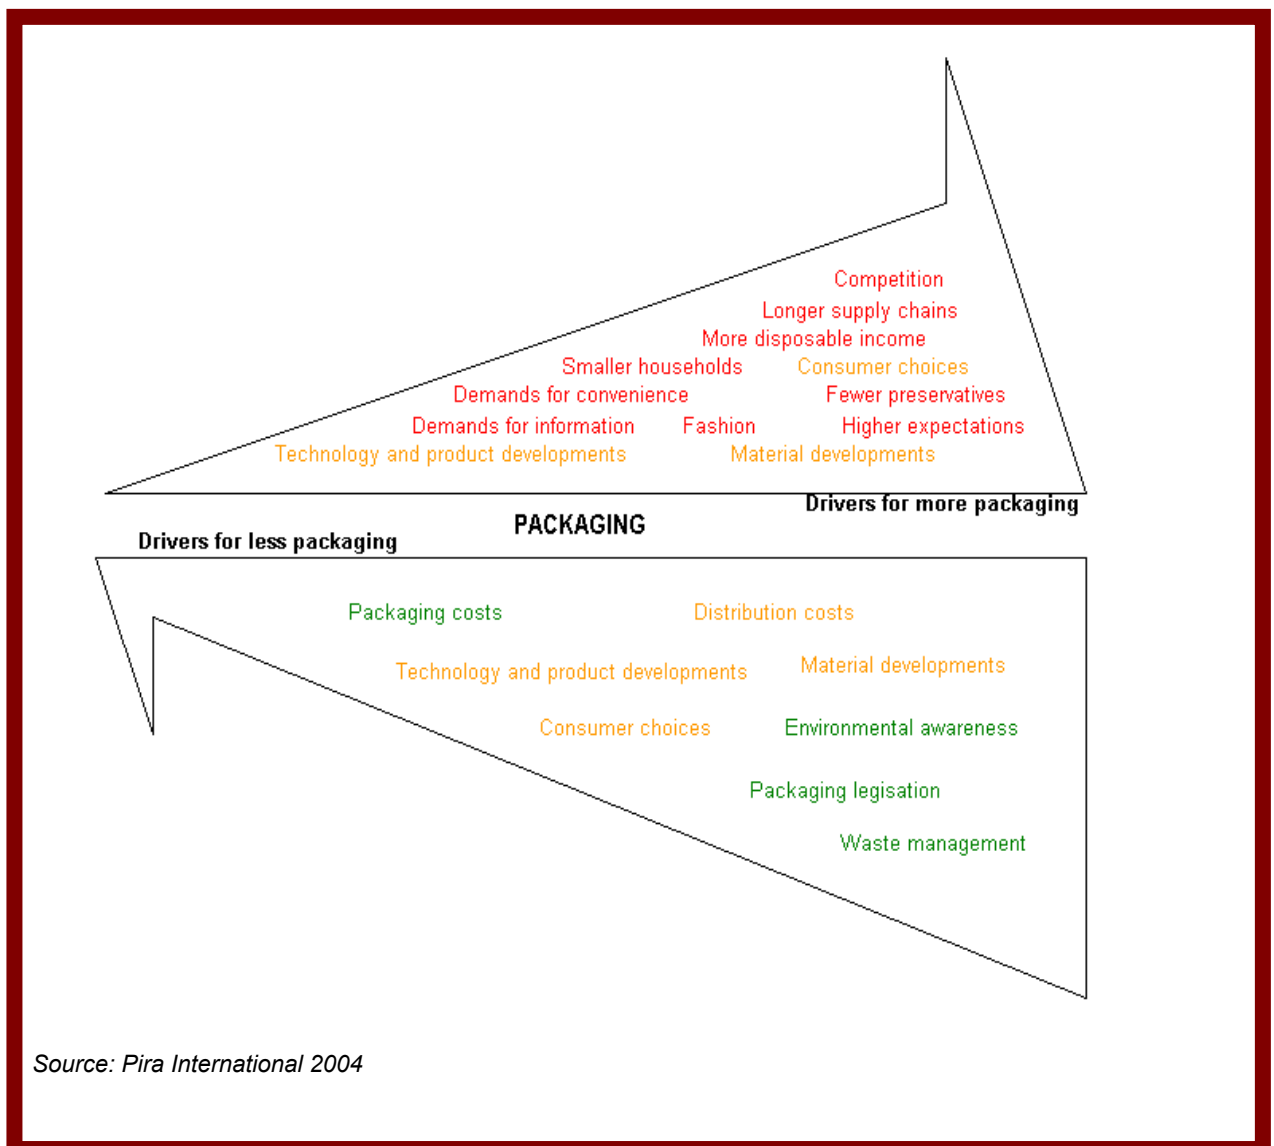 Competition
Longer supply chains
More disposable income
Smaller households Consumer choices
Demands for convenience Fewer preservatives
Demands for information Fashion Higher expectations
Technology and product developments Material developments
Drivers for more packaging
PACKAGING
Drivers for less packaging
Packaging costs Distribution costs
Technology and product developments Material developments
Consumer choices Environmental awareness
Packaging legisation
Waste management
Source: Pira International 2004